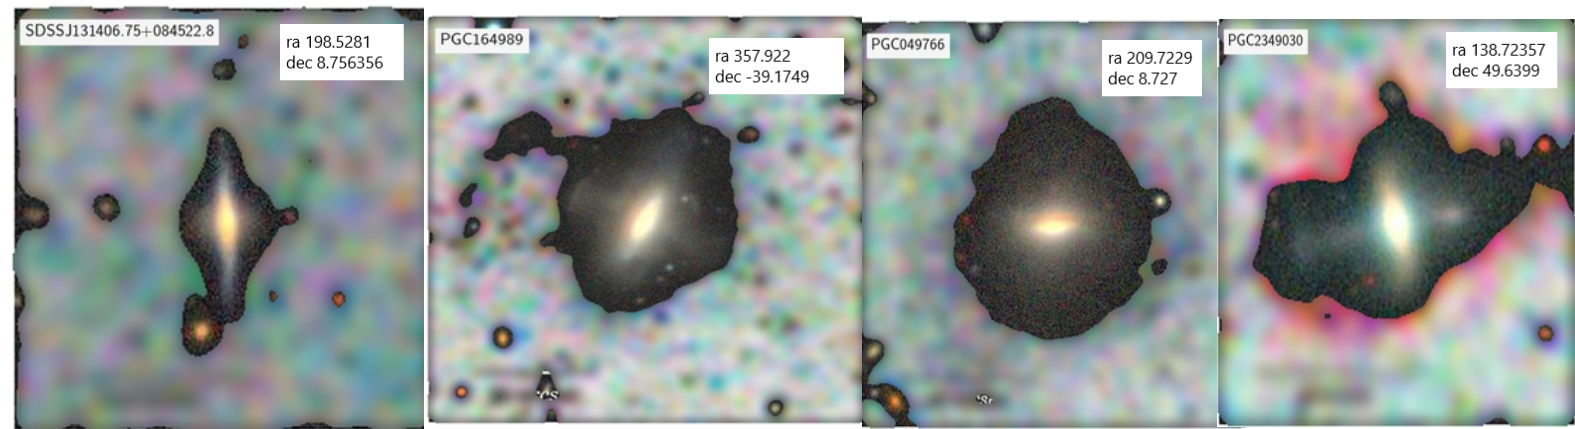 SDSSJ131406.75+084522.8
ra 198.5281
dec 8.756356
PGC164989
ra 357.922
dec -39.1749
PGC049766
ra 209.7229
dec 8.727
PGC2349030
ra 138.72357
dec 49.6399